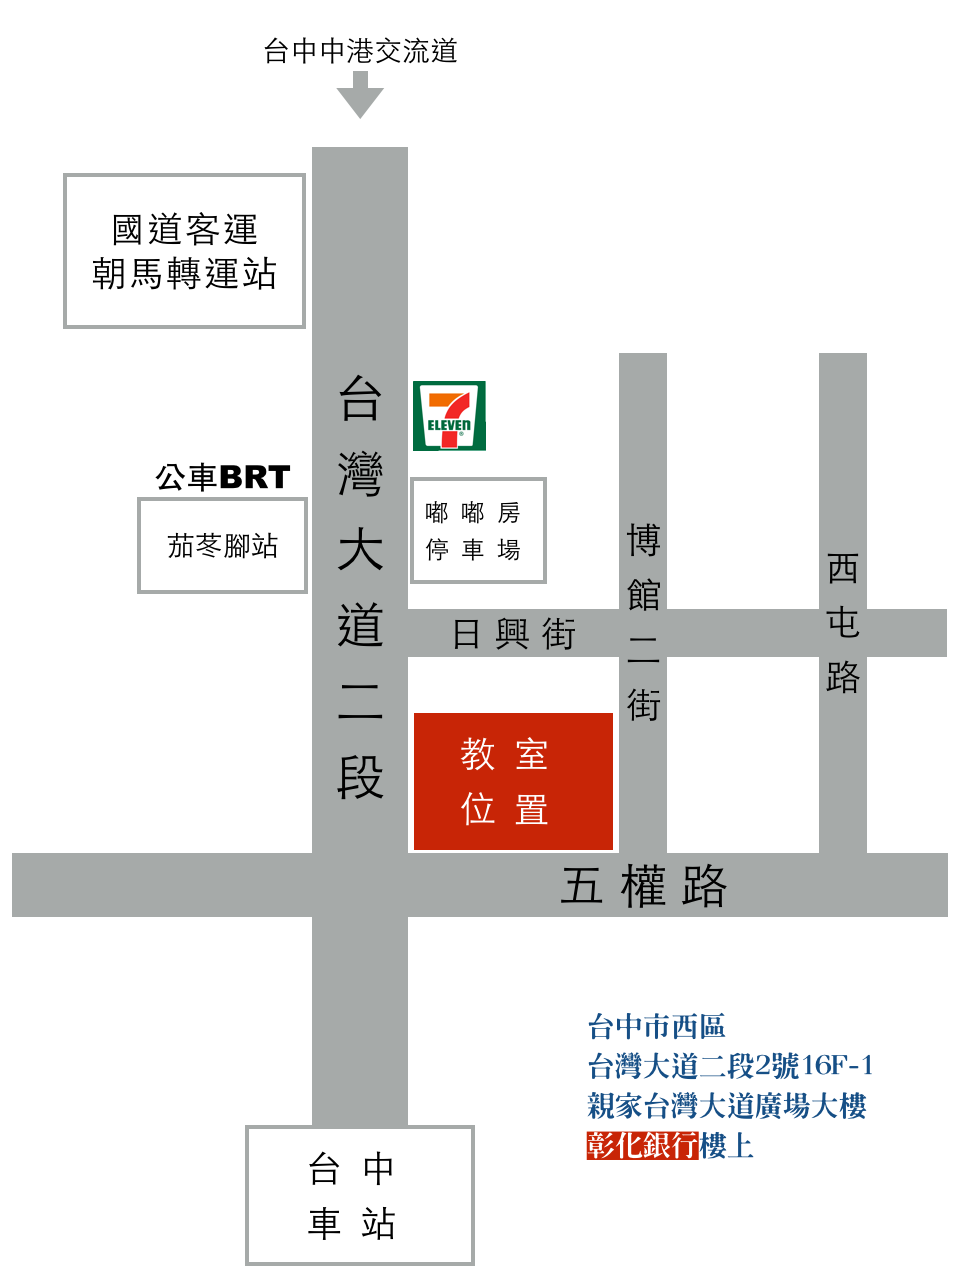 台中中港交流道
國道客運
朝馬轉運站
台灣大道二段
7
ELEVEN
公車BRT
茄苳腳站
嘟嘟房
停車場
日興街
博館二街
西屯路
教室
位置
五權路
台中市西區
台灣大道二段2號16F-1
親家台灣大道廣場大樓
彰化銀行樓上
台中
車站